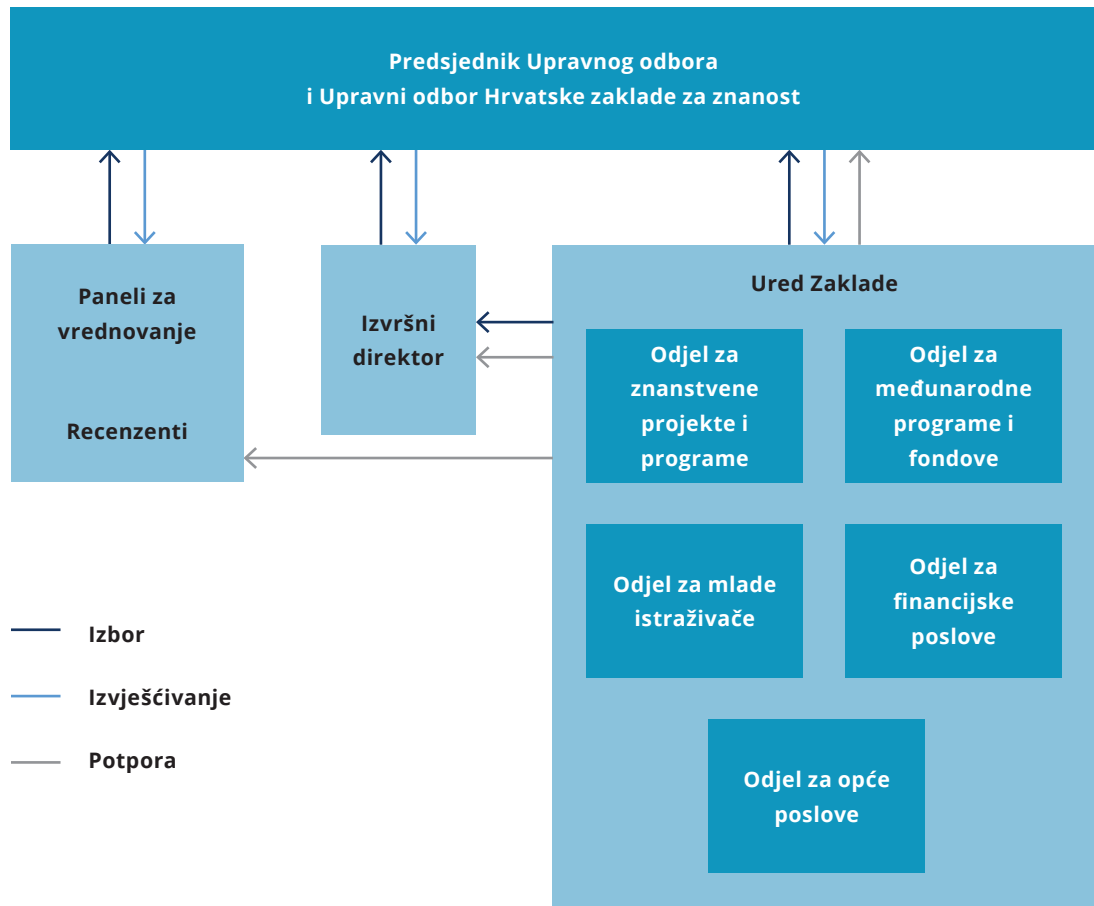 Predsjednik Upravnog odbora
i Upravni odbor Hrvatske zaklade za znanost
Paneli za
vrednovanje
Recenzenti
Izvršni
direktor
Ured Zaklade
Odjel za
znanstvene
projekte i
programe
Odjel za
međunarodne
programe i
fondove
Odjel za mlade
istraživače
Odjel za
financijske
poslove
Odjel za opće
poslove
Izbor
Izvješćivanje
Potpora